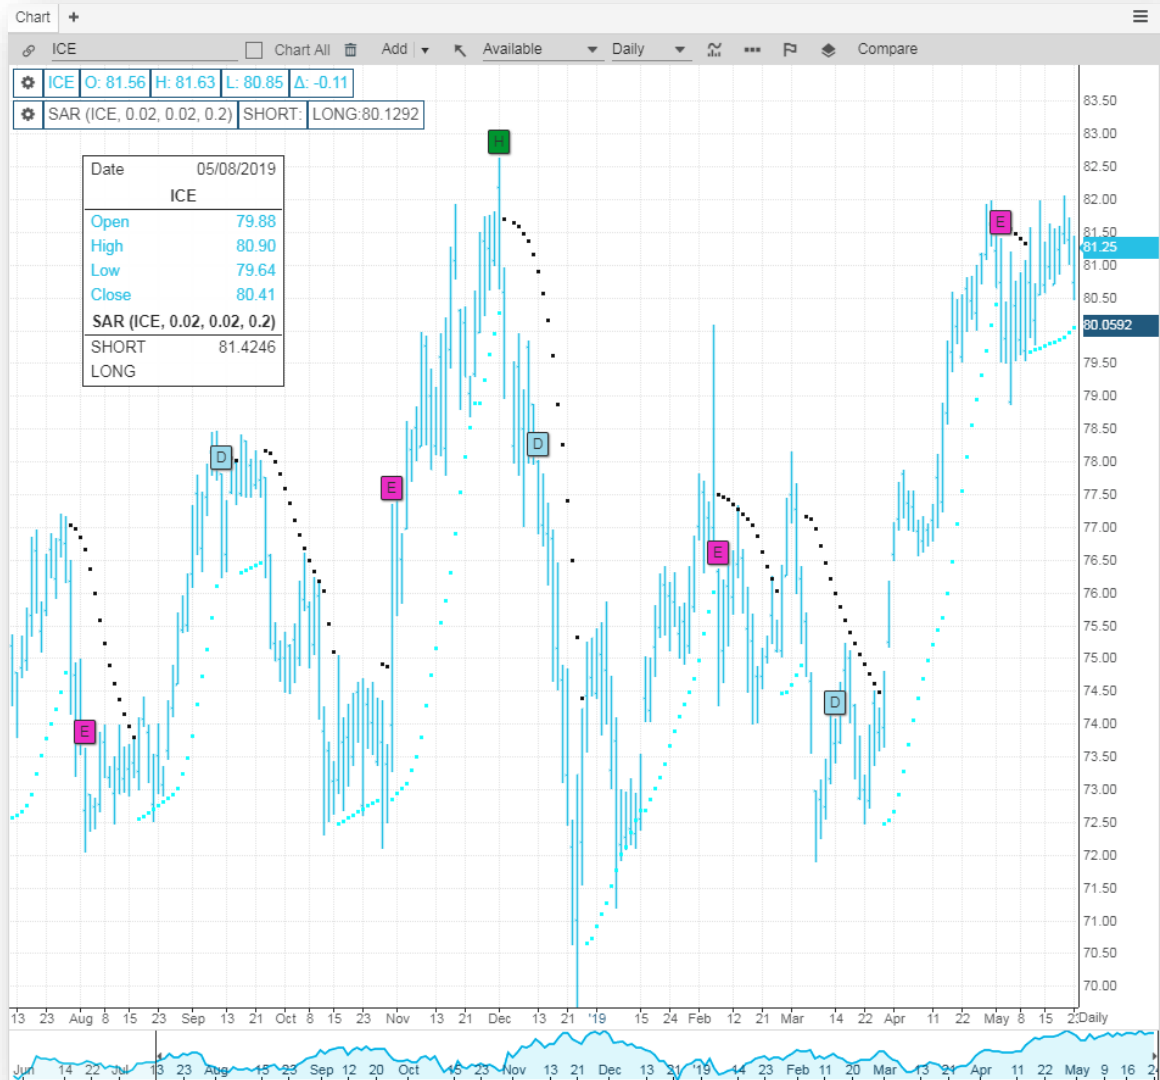 Chart +
ICE Chart All Add Available Daily Compare
ICE O: 81.56 H: 81.63 L: 80.85 Δ: -0.11
SAR (ICE, 0.02, 0.02, 0.2) SHORT: LONG:80.1292
Date 05/08/2019
ICE
Open 79.88
High 80.90
Low 79.64
Close 80.41
SAR (ICE, 0.02, 0.02, 0.2)
SHORT 81.4246
LONG
H
E
D
E
D
E
D
E
83.50
83.00
82.50
82.00
81.50
81.25
81.00
80.50
80.0592
79.50
79.00
78.50
78.00
77.50
77.00
76.50
76.00
75.50
75.00
74.50
74.00
73.50
73.00
72.50
72.00
71.50
71.00
70.50
70.00
13 23 Aug 8 15 23 Sep 13 21 Oct 8 15 23 Nov 13 21 Dec 13 21 '19 15 24 Feb 12 21 Mar 14 22 Apr 11 22 May 8 15 Daily
Jun 14 22 Jul 13 23 Aug 15 23 Sep 12 20 Oct 15 23 Nov 13 21 Dec 13 21 '19 14 23 Feb 11 20 Mar 13 21 Apr 11 22 May 9 16